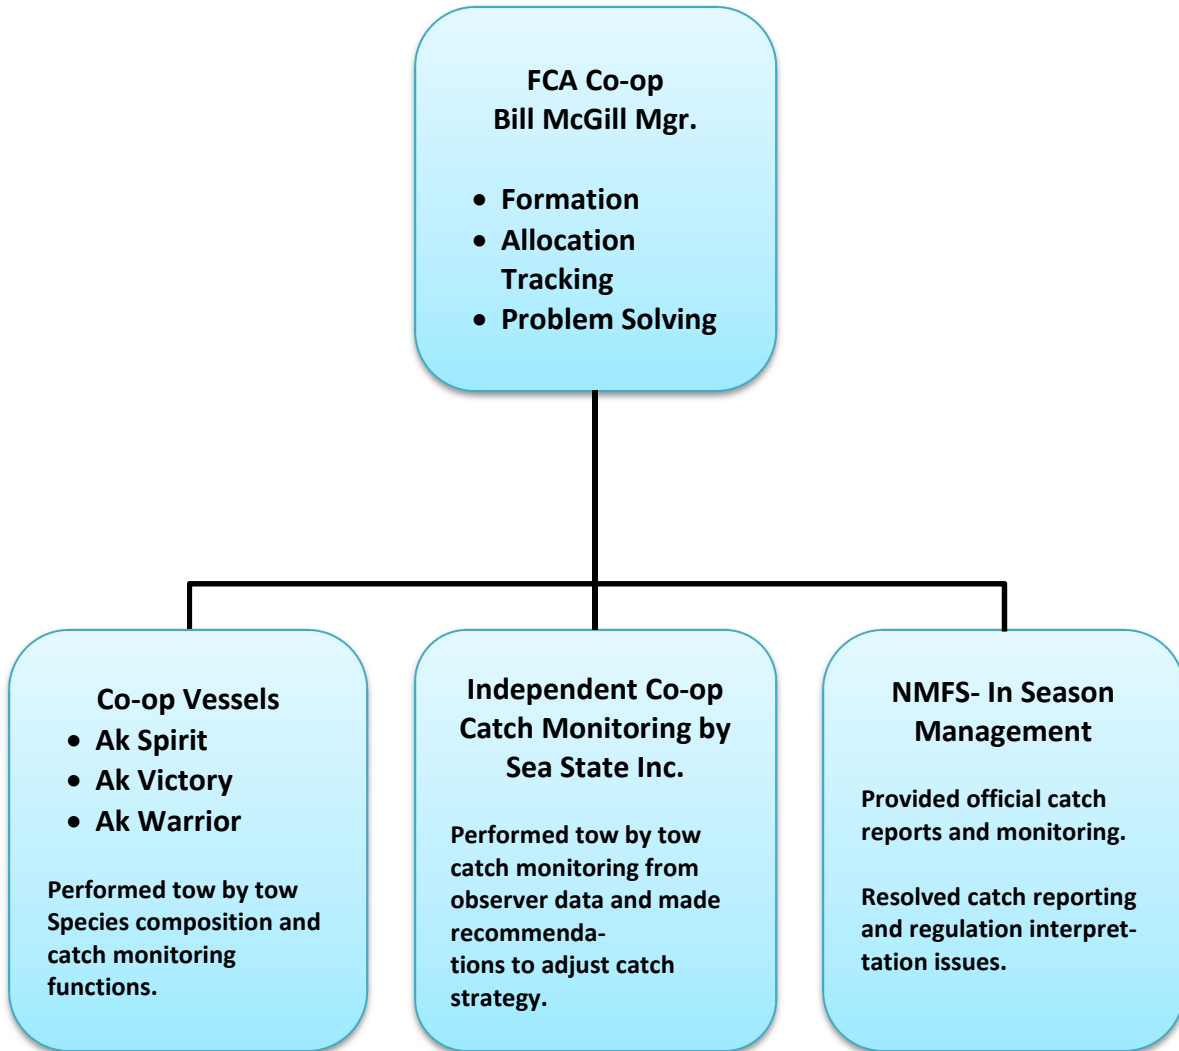 FCA Co-op
Bill McGill Mgr.
• Formation
• Allocation
Tracking
• Problem Solving
Co-op Vessels
• Ak Spirit
• Ak Victory
• Ak Warrior
Performed tow by tow
Species composition and
catch monitoring
functions.
Independent Co-op
Catch Monitoring by
Sea State Inc.
Performed tow by tow
catch monitoring from
observer data and made
recommenda-
tions to adjust catch
strategy.
NMFS- In Season
Management
Provided official catch
reports and monitoring.
Resolved catch reporting
and regulation interpret-
tation issues.